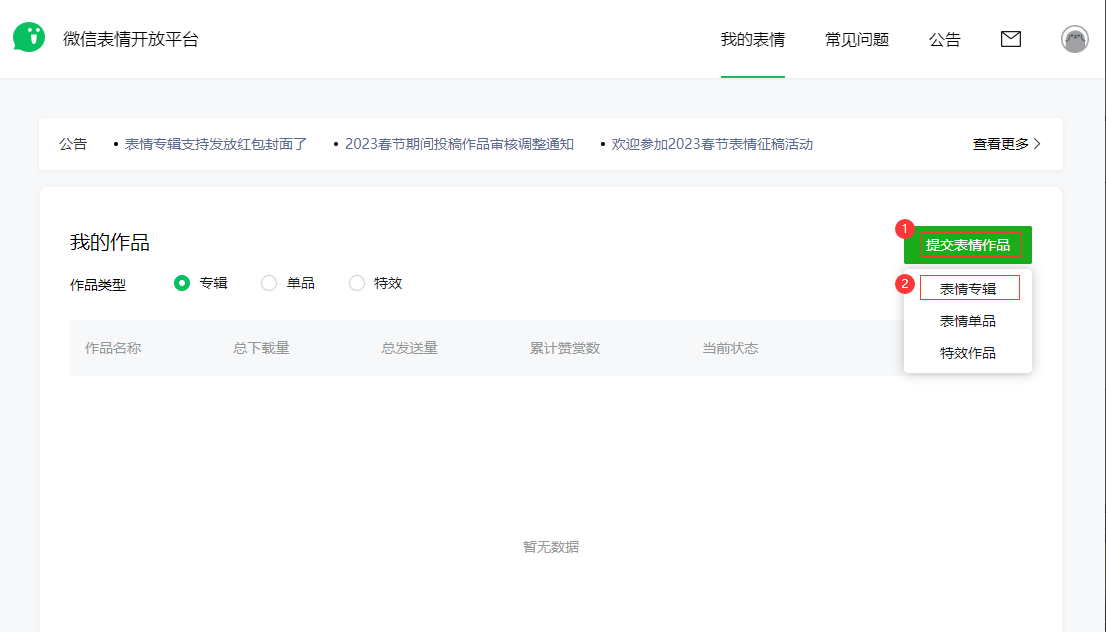 微信表情开放平台
我的表情 常见问题 公告
公告 • 表情专辑支持发放红包封面了 • 2023春节期间投稿作品审核调整通知 • 欢迎参加2023春节表情征稿活动 查看更多
我的作品
1 提交表情作品
作品类型 专辑 单品 特效
2 表情专辑
表情单品
特效作品
作品名称 总下载量 总发送量 累计赞赏数 当前状态
暂无数据